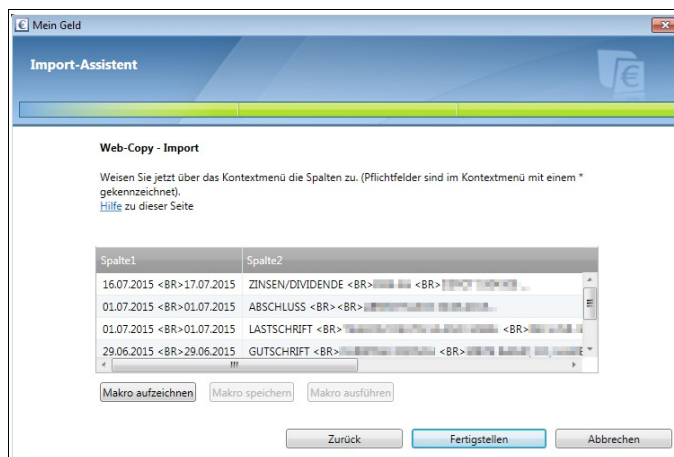 Mein Geld
Import-Assistent
Web-Copy - Import
Weisen Sie jetzt über das Kontextmenü die Spalten zu. (Pflichtfelder sind im Kontextmenü mit einem *
gekennzeichnet).
Hilfe zu dieser Seite
Spalte1 Spalte2
16.07.2015 <BR>17.07.2015 ZINSEN/DIVIDENDE <BR> <BR>
01.07.2015 <BR>01.07.2015 ABSCHLUSS <BR><BR>
01.07.2015 <BR>01.07.2015 LASTSCHRIFT <BR> <BR>
29.06.2015 <BR>29.06.2015 GUTSCHRIFT <BR> <BR>
Makro aufzeichnen Makro speichern Makro ausführen
Zurück Fertigstellen Abbrechen